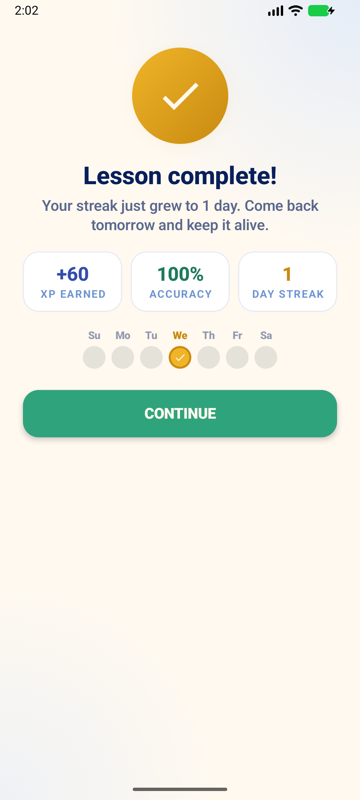 2:02
Lesson complete!
Your streak just grew to 1 day. Come back
tomorrow and keep it alive.
+60 100% 1
XP EARNED ACCURACY DAY STREAK
Su Mo Tu We Th Fr Sa
CONTINUE